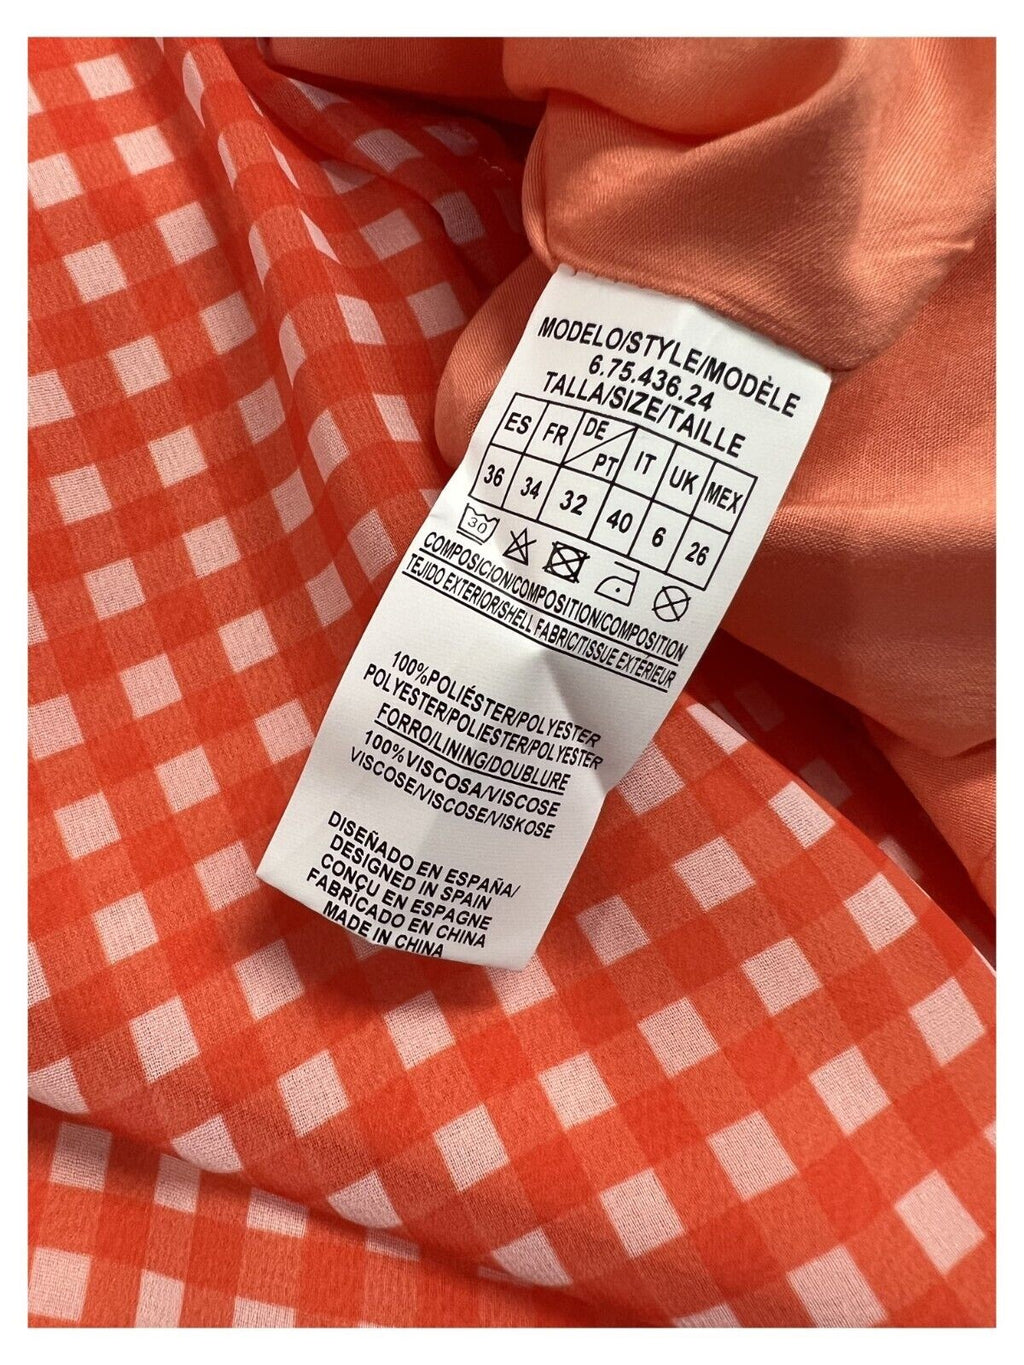 MODELO/STYLE/MODÈLE
6.75.436.24
TALLA/SIZE/TAILLE
ES FR DE/PT IT UK MEX
36 34 32 40 6 26
30
COMPOSICION/COMPOSITION/COMPOSITION
TEJIDO EXTERIOR/SHELL FABRIC/TISSUE EXTERIEUR
100%POLIÉSTER/POLYESTER
POLYESTER/POLIESTER/POLYESTER
FORRO/LINING/DOUBLURE
100%VISCOSA/VISCOSE
VISCOSE/VISCOSE/VISKOSE
DISEÑADO EN ESPAÑA/
DESIGNED IN SPAIN
CONÇU EN ESPAGNE
FABRICADO EN CHINA
MADE IN CHINA